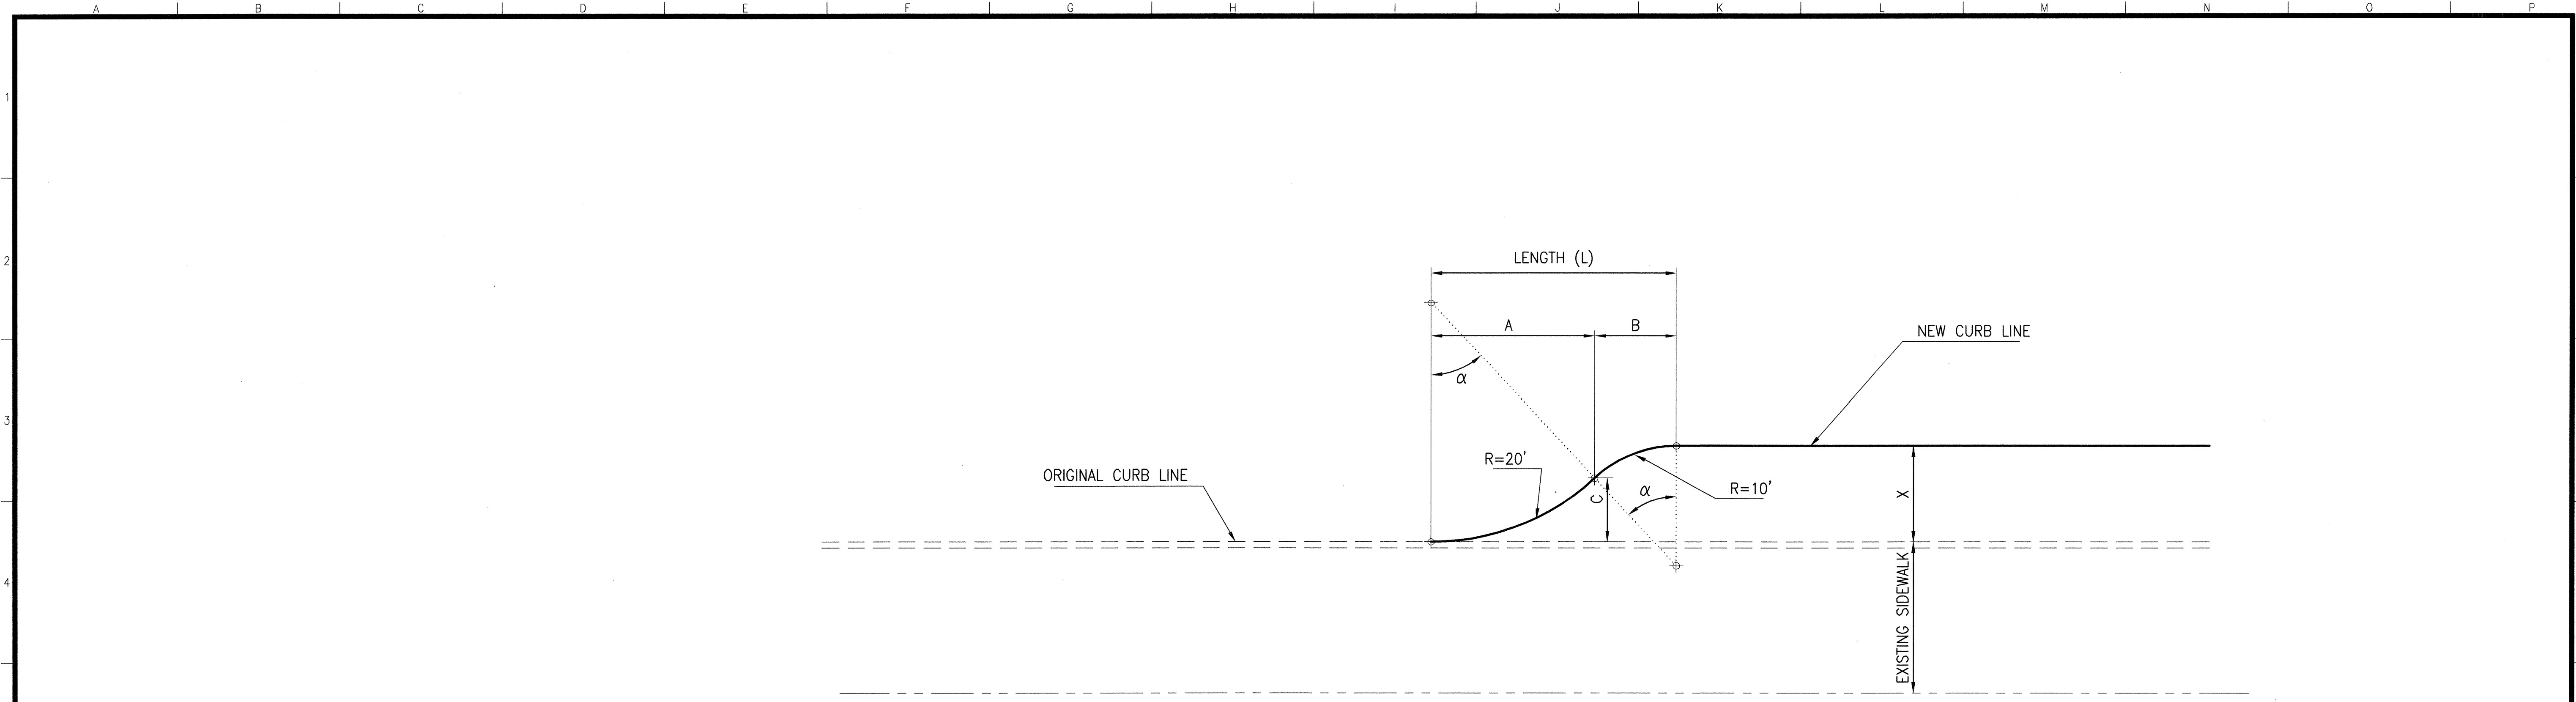 A B C D E F G H I J K L M N O P
1
2
LENGTH (L)
A B
NEW CURB LINE
α
3
R=20'
ORIGINAL CURB LINE
C
α
R=10'
X
4
EXISTING SIDEWALK